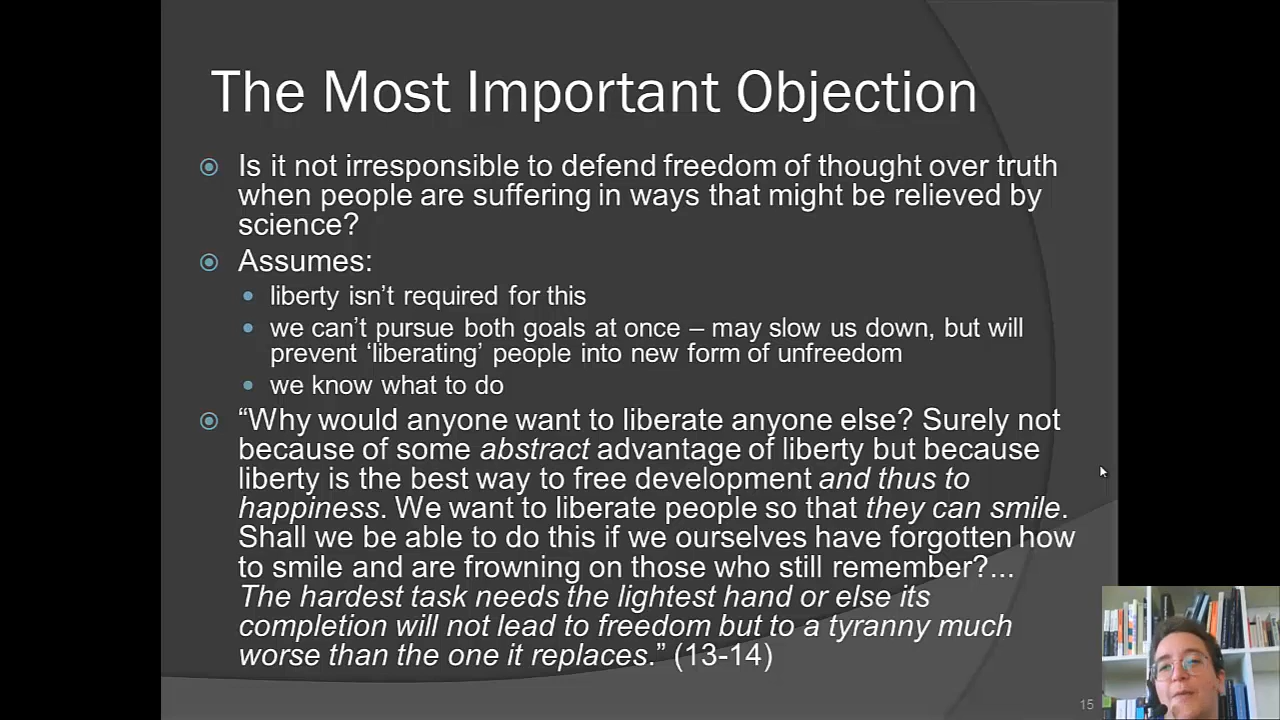 The Most Important Objection
Is it not irresponsible to defend freedom of thought over truth
when people are suffering in ways that might be relieved by
science?
Assumes:
liberty isn’t required for this
we can’t pursue both goals at once – may slow us down, but will
prevent ‘liberating’ people into new form of unfreedom
we know what to do
“Why would anyone want to liberate anyone else? Surely not
because of some abstract advantage of liberty but because
liberty is the best way to free development and thus to
happiness. We want to liberate people so that they can smile.
Shall we be able to do this if we ourselves have forgotten how
to smile and are frowning on those who still remember?...
The hardest task needs the lightest hand or else its
completion will not lead to freedom but to a tyranny much
worse than the one it replaces.” (13-14)
15